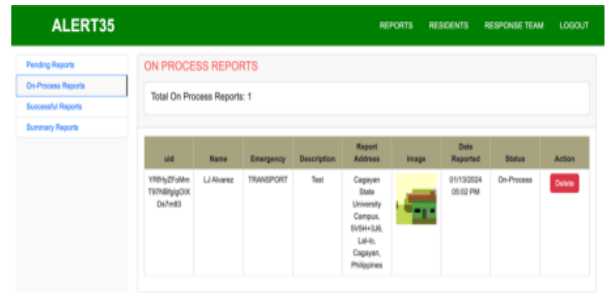 ALERT35
REPORTS RESIDENTS RESPONSE TEAM LOGOUT
Pending Reports
On-Process Reports
Successful Reports
Summary Reports
ON PROCESS REPORTS
Total On Process Reports: 1
uid Name Emergency Description Report Address Image Date Reported Status Action
LJ Alvarez TRANSPORT Test
Cagayan
State
University
Campus,
Lal-lo,
Cagayan,
Philippines
01/13/2024
05:02 PM
On-Process
Delete